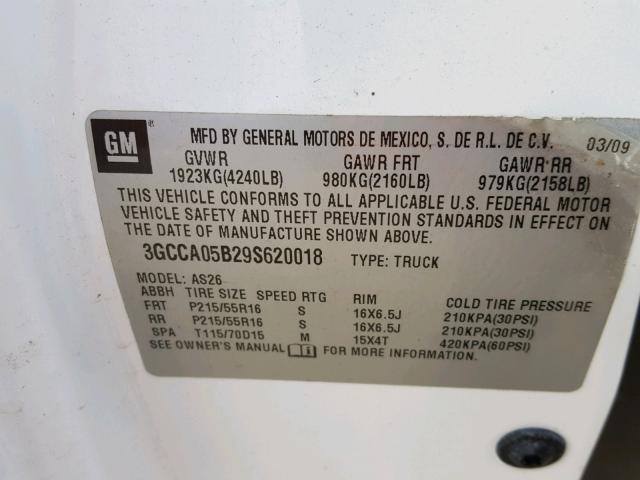 GM ®
MFD BY GENERAL MOTORS DE MEXICO, S. DE R.L. DE C.V. 03/09
GVWR GAWR FRT GAWR RR
1923KG(4240LB) 980KG(2160LB) 979KG(2158LB)
THIS VEHICLE CONFORMS TO ALL APPLICABLE U.S. FEDERAL MOTOR
VEHICLE SAFETY AND THEFT PREVENTION STANDARDS IN EFFECT ON
THE DATE OF MANUFACTURE SHOWN ABOVE.
3GCCA05B29S620018 TYPE: TRUCK
MODEL: AS26
ABBH TIRE SIZE SPEED RTG RIM COLD TIRE PRESSURE
FRT P215/55R16 S 16X6.5J 210KPA(30PSI)
RR P215/55R16 S 16X6.5J 210KPA(30PSI)
SPA T115/70D15 M 15X4T 420KPA(60PSI)
SEE OWNER'S MANUAL FOR MORE INFORMATION.